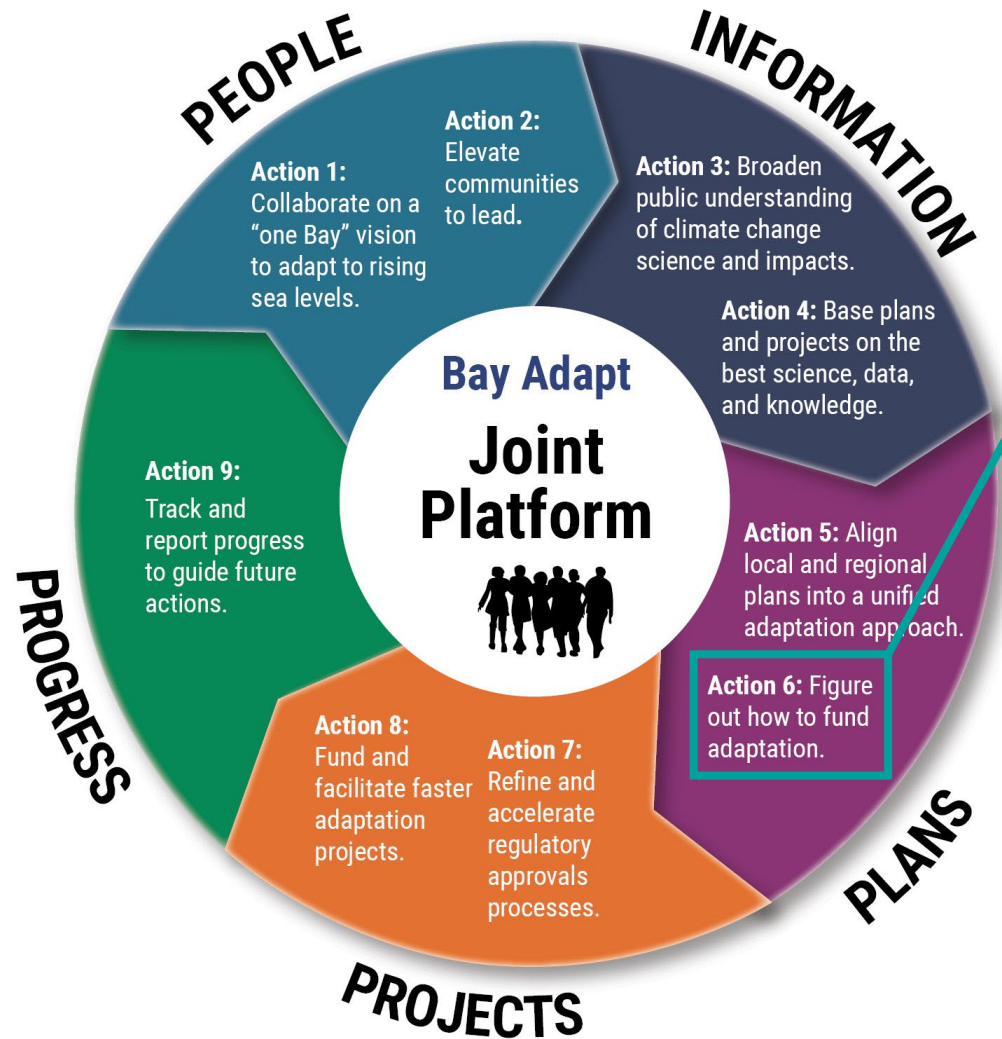 PEOPLE
Action 1:
Collaborate on a
“one Bay” vision
to adapt to rising
sea levels.
Action 2:
Elevate
communities
to lead.
INFORMATION
Action 3: Broaden
public understanding
of climate change
science and impacts.
Action 4: Base plans
and projects on the
best science, data,
and knowledge.
Bay Adapt
Joint
Platform
PLANS
Action 5: Align
local and regional
plans into a unified
adaptation approach.
Action 6: Figure
out how to fund
adaptation.
PROJECTS
Action 7:
Refine and
accelerate
regulatory
approvals
processes.
Action 8:
Fund and
facilitate faster
adaptation
projects.
PROGRESS
Action 9:
Track and
report progress
to guide future
actions.